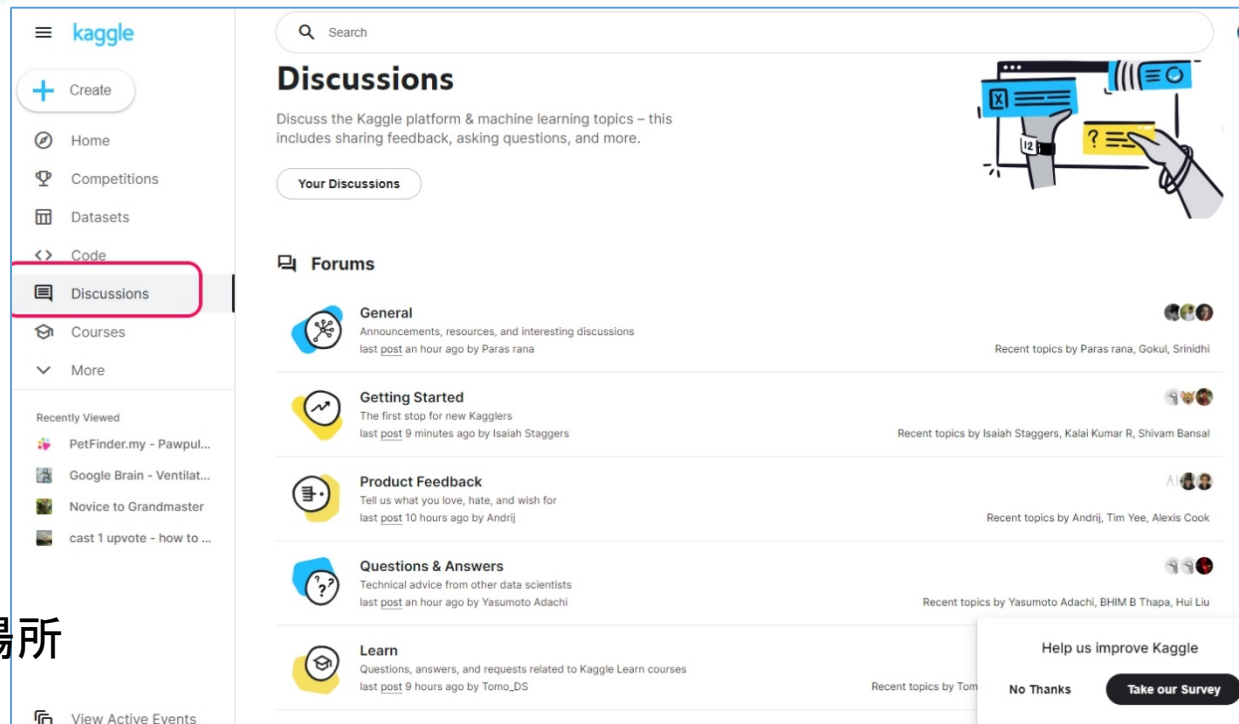 kaggle
Search
Create
Home
Competitions
Datasets
Code
Discussions
Courses
More
Recently Viewed
PetFinder.my - Pawpul...
Google Brain - Ventilat...
Novice to Grandmaster
cast 1 upvote - how to ...
View Active Events
場所
Discussions
Discuss the Kaggle platform & machine learning topics – this
includes sharing feedback, asking questions, and more.
Your Discussions
Forums
General
Announcements, resources, and interesting discussions
last post an hour ago by Paras rana
Recent topics by Paras rana, Gokul, Srinidhi
Getting Started
The first stop for new Kagglers
last post 9 minutes ago by Isaiah Staggers
Recent topics by Isaiah Staggers, Kalai Kumar R, Shivam Bansal
Product Feedback
Tell us what you love, hate, and wish for
last post 10 hours ago by Andrij
Recent topics by Andrij, Tim Yee, Alexis Cook
Questions & Answers
Technical advice from other data scientists
last post an hour ago by Yasumoto Adachi
Recent topics by Yasumoto Adachi, BHIM B Thapa, Hui Liu
Learn
Questions, answers, and requests related to Kaggle Learn courses
last post 9 hours ago by Tomo_DS
Recent topics by Tom
Help us improve Kaggle
No Thanks
Take our Survey
12
X
?